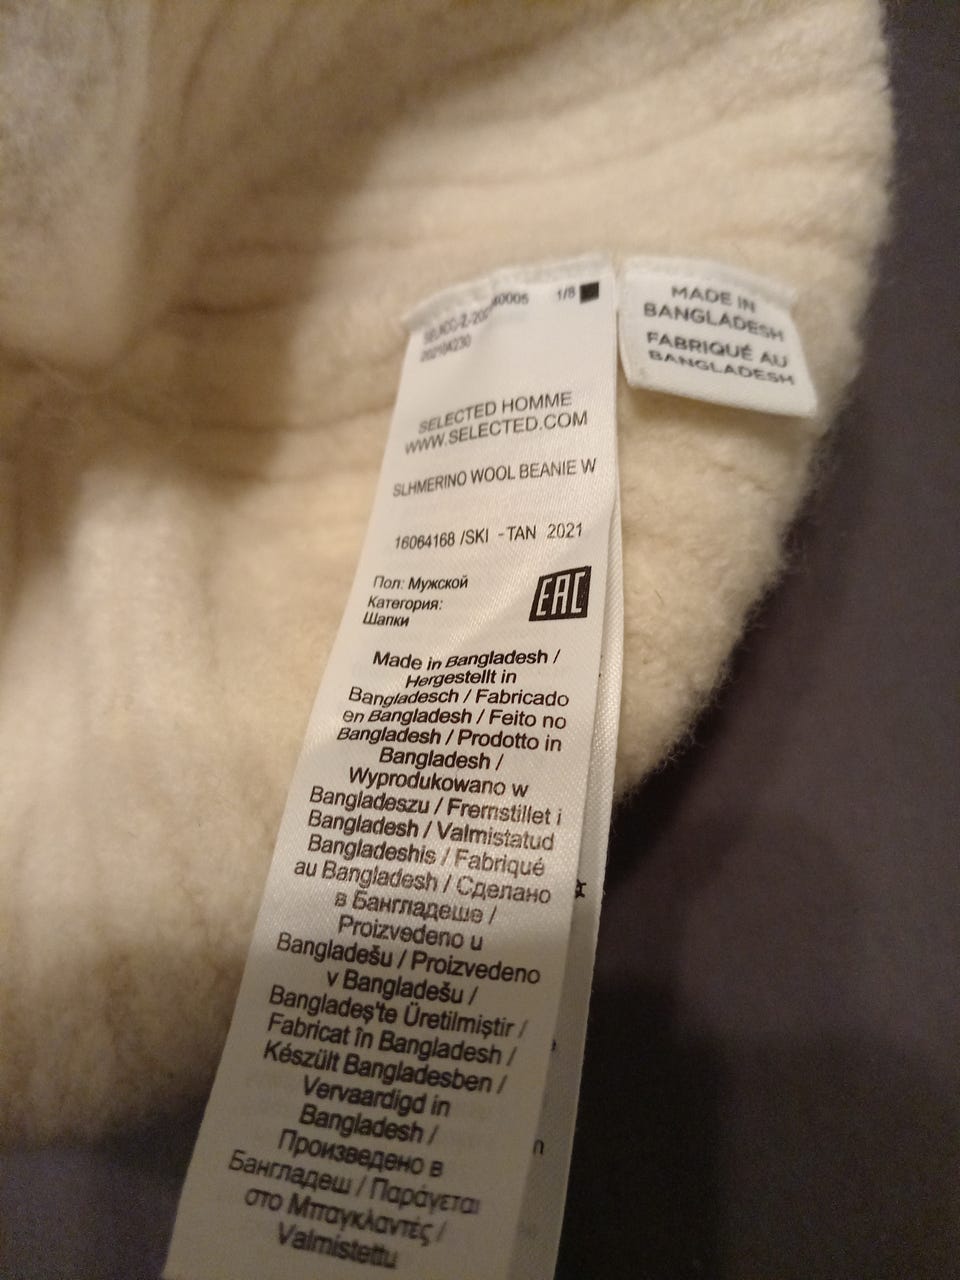 40005 1/8
SELECTED HOMME
WWW.SELECTED.COM
SLHMERINO WOOL BEANIE W
16064168 /SKI - TAN 2021
Пол: Мужской
Категория:
Шапки
EAC
Made in Bangladesh /
Hergestellt in
Bangladesch / Fabricado
en Bangladesh / Feito no
Bangladesh / Prodotto in
Bangladesh /
Wyprodukowano w
Bangladeszu / Fremstillet i
Bangladesh / Valmistatud
Bangladeshis / Fabriqué
au Bangladesh / Сделано
в Бангладеше /
Proizvedeno u
Bangladešu / Proizvedeno
v Bangladešu /
Bangladeş'te Üretilmiştir /
Fabricat în Bangladesh /
Készült Bangladesben /
Vervaardigd in
Bangladesh /
Произведено в
Бангладеш / Παράγεται
στο Μπαγκλαντές /
Valmistettu
MADE IN
BANGLADESH
FABRIQUÉ AU
BANGLADESH